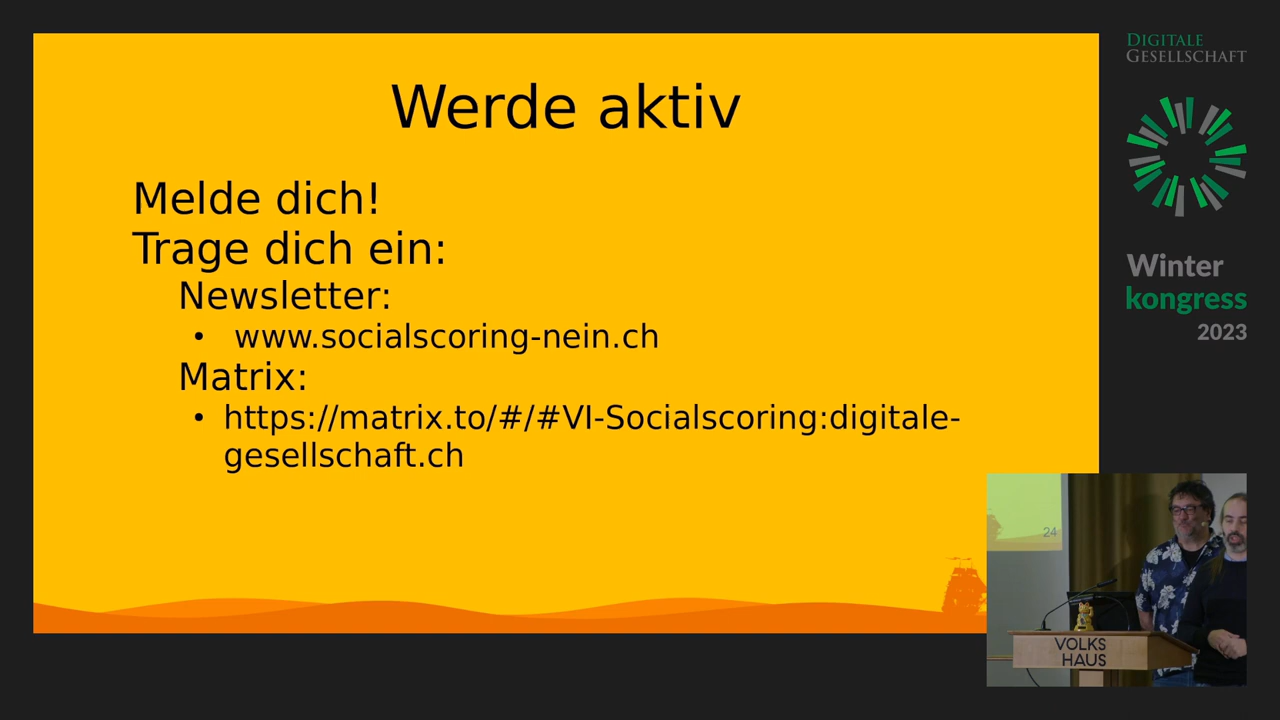 Werde aktiv
Melde dich!
Trage dich ein:
Newsletter:
• www.socialscoring-nein.ch
Matrix:
• https://matrix.to/#/#VI-Socialscoring:digitale-
gesellschaft.ch
DIGITALE
GESELLSCHAFT
Winter
kongress
2023
24
VOLKS
HAUS